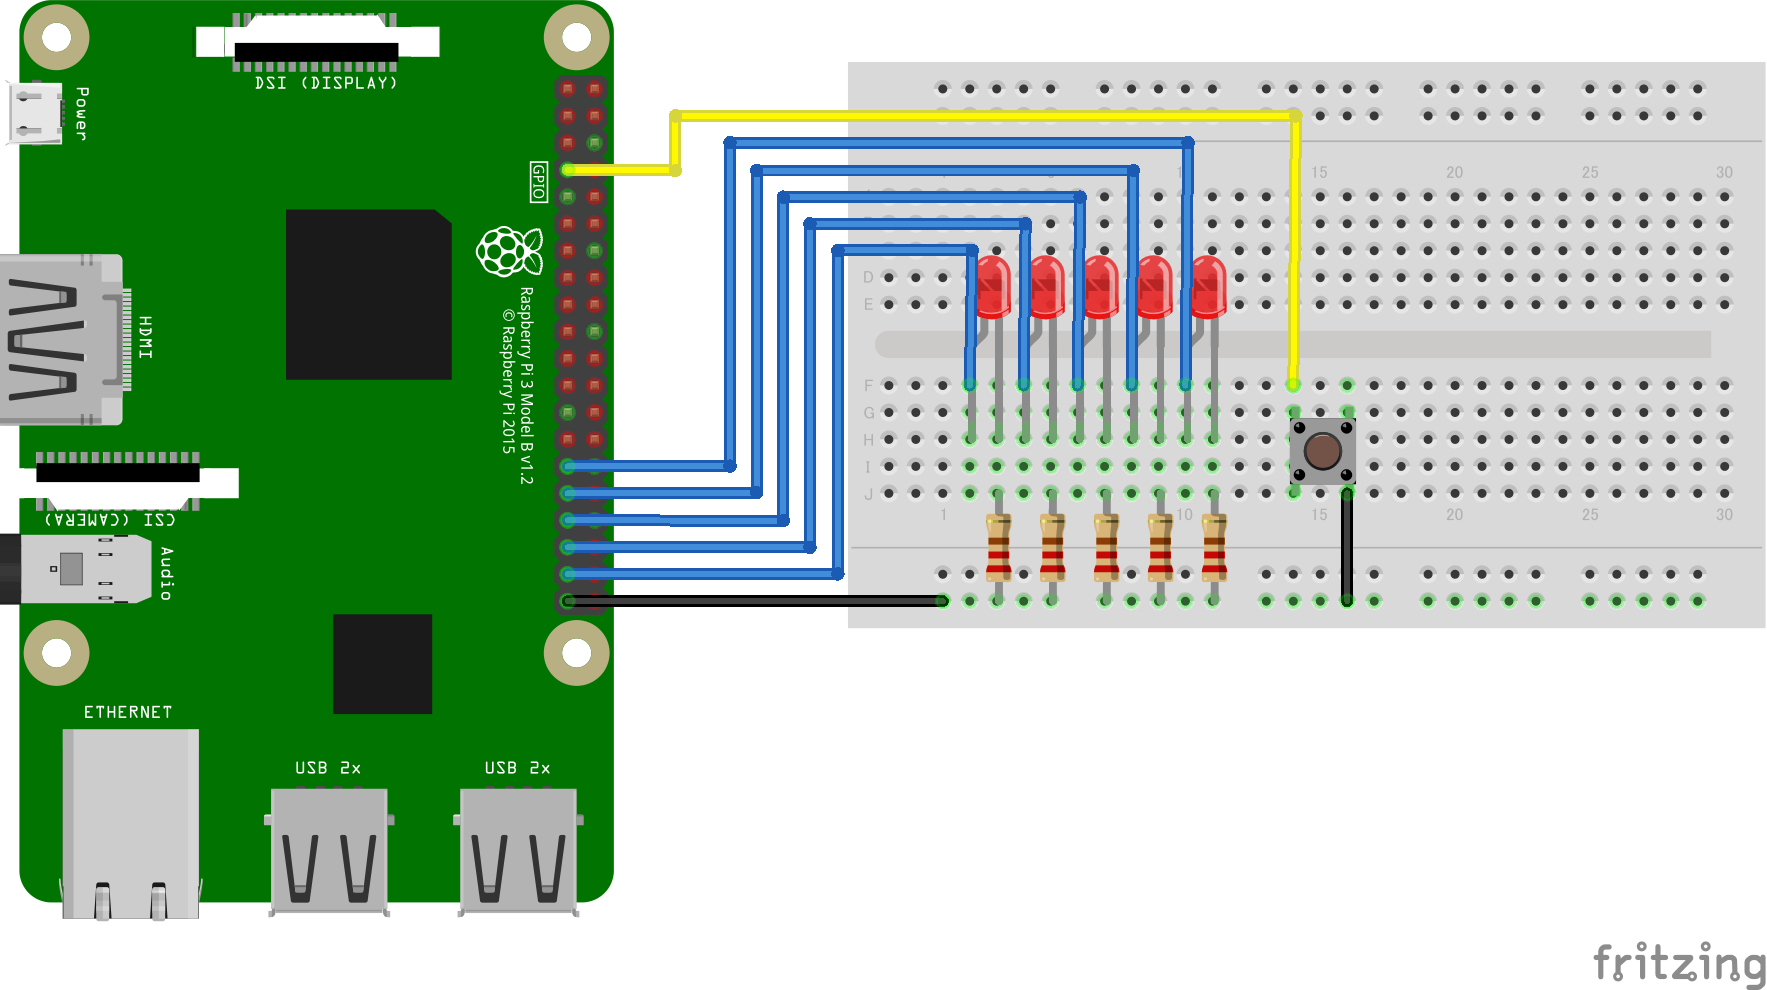 DSI (DISPLAY)
Power
GPIO
HDMI
Raspberry Pi 3 Model B v1.2
© Raspberry Pi 2015
CSI (CAMERA)
Audio
ETHERNET
USB 2x
USB 2x
15 20 25 30
D
E
F
G
H
I
J
1 10 15 20 25 30
fritzing